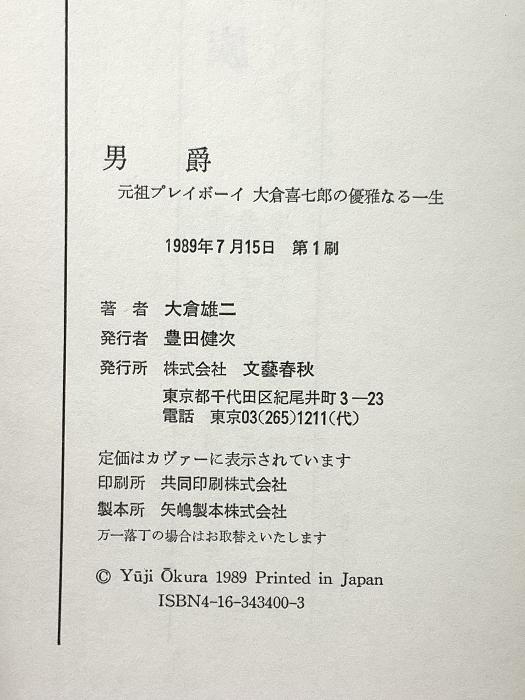 男 爵
元祖プレイボーイ 大倉喜七郎の優雅なる一生
1989年7月15日 第1刷
著 者 大倉雄二
発行者 豊田健次
発行所 株式会社 文藝春秋
東京都千代田区紀尾井町3―23
電話 東京03(265)1211(代)
定価はカヴァーに表示されています
印刷所 共同印刷株式会社
製本所 矢嶋製本株式会社
万一落丁の場合はお取替えいたします
© Yūji Ōkura 1989 Printed in Japan
ISBN4-16-343400-3